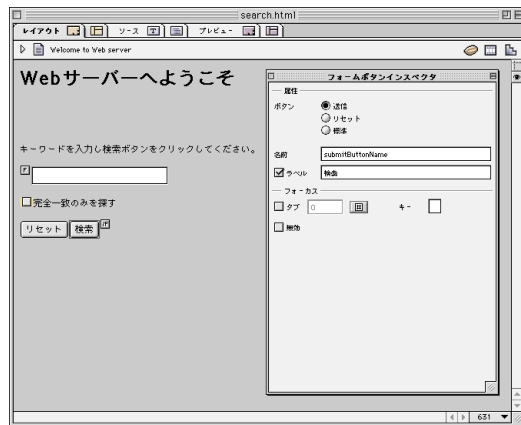 search.html
レイアウト ソース プレビュー
Welcome to Web server
Webサーバーへようこそ
キーワードを入力し検索ボタンをクリックしてください。
完全一致のみを探す
リセット 検索
フォームボタンインスペクタ
属性
ボタン 送信
リセット
標準
名前 submitButtonName
ラベル 検索
フォーカス
タブ 0 キー
無効
631